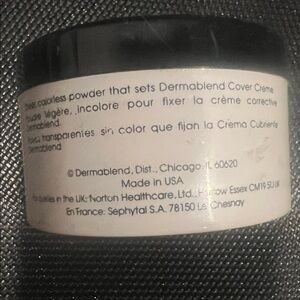 Sheer, colorless powder that sets Dermablend Cover Creme
Poudre légère, incolore pour fixer la crème corrective
Dermablend.
transparentes sin color que fijan la Crema Cubriente
Dermablend
© Dermablend, Dist., Chicago, IL 60620
Made in USA
in the UK: Norton Healthcare, Ltd., Harlow Essex CM19 5U UK
En France: Sephytal S.A. 78150 Le Chesnay